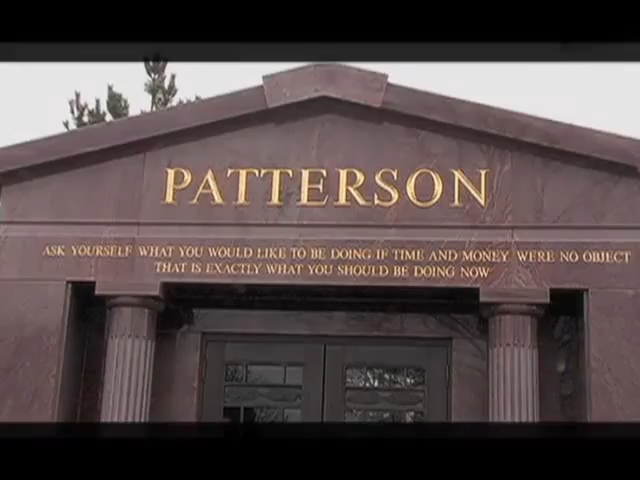 PATTERSON
ASK YOURSELF WHAT YOU WOULD LIKE TO BE DOING IF TIME AND MONEY WERE NO OBJECT
THAT IS EXACTLY WHAT YOU SHOULD BE DOING NOW